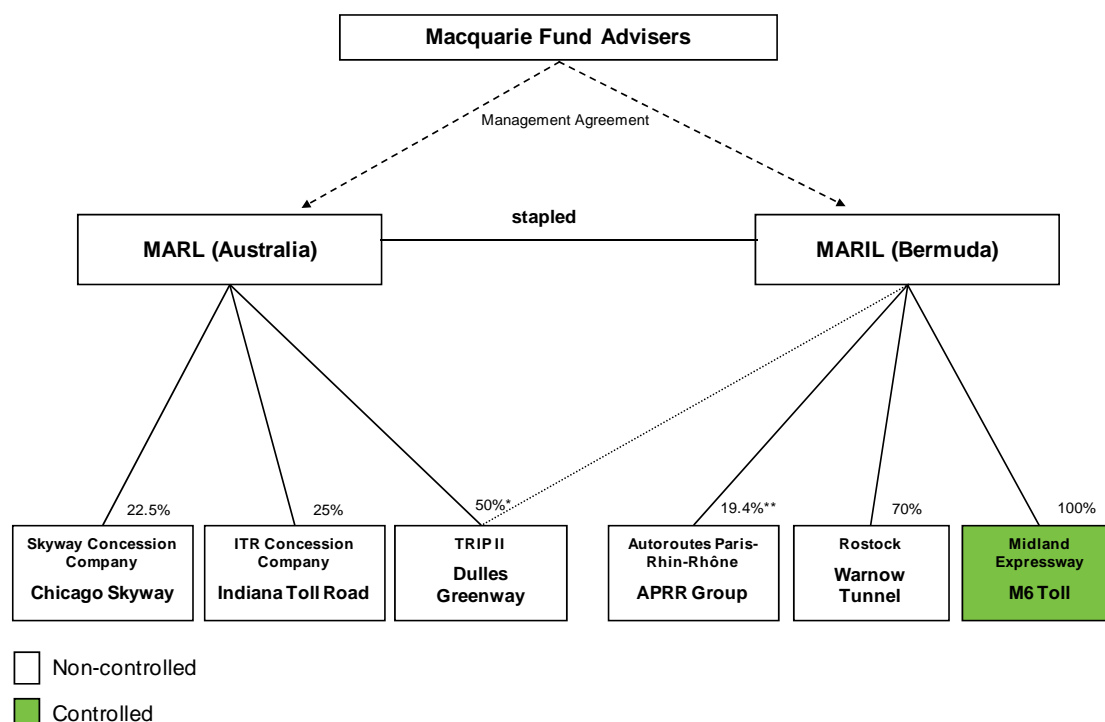 Macquarie Fund Advisers
Management Agreement
stapled
MARL (Australia)
MARIL (Bermuda)
22.5%
25%
50%*
19.4%**
70%
100%
Skyway Concession
Company
Chicago Skyway
ITR Concession
Company
Indiana Toll Road
TRIP II
Dulles
Greenway
Autoroutes Paris-
Rhin-Rhône
APRR Group
Rostock
Warnow
Tunnel
Midland
Expressway
M6 Toll
Non-controlled
Controlled